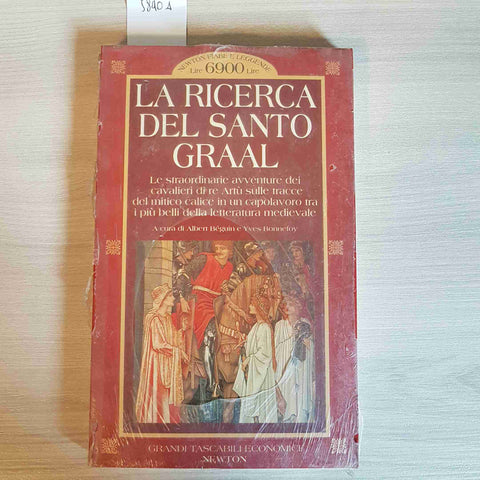 5840 A
NEWTON FIABE E LEGGENDE
Lire 6900 Lire
LA RICERCA
DEL SANTO
GRAAL
Le straordinarie avventure dei
cavalieri di re Artù sulle tracce
del mitico calice in un capolavoro tra
i più belli della letteratura medievale
A cura di Albert Béguin e Yves Bonnefoy
GRANDI TASCABILI ECONOMICI
NEWTON